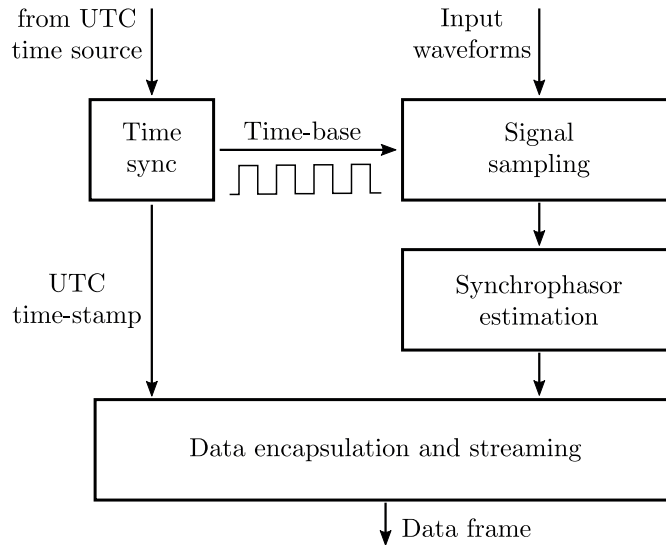 from UTC
time source
Input
waveforms
Time
sync
Time-base
Signal
sampling
UTC
time-stamp
Synchrophasor
estimation
Data encapsulation and streaming
Data frame